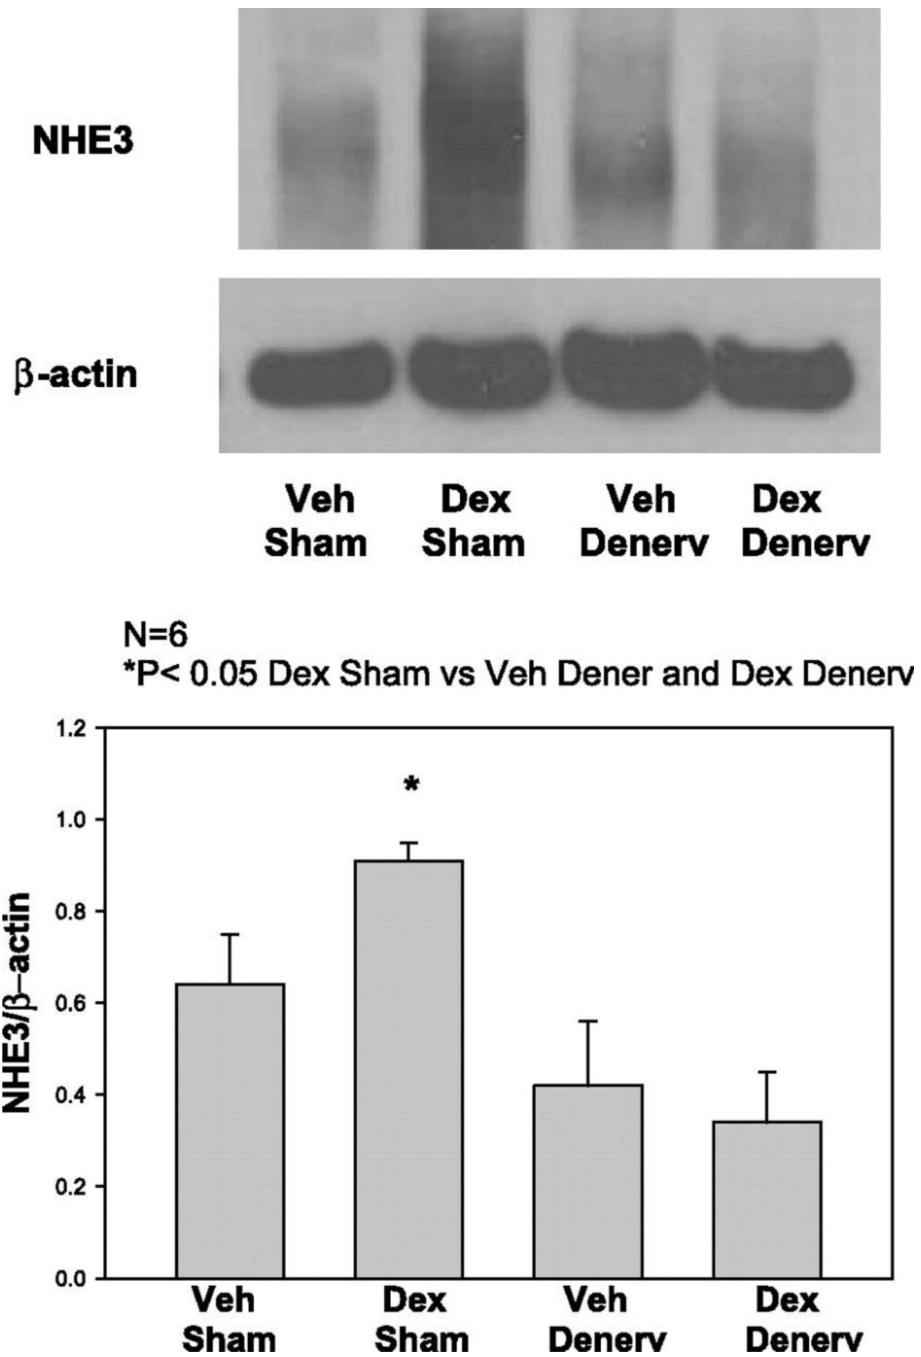 NHE3
β-actin
Veh Dex Veh Dex
Sham Sham Denerv Denerv
N=6
*P< 0.05 Dex Sham vs Veh Dener and Dex Denerv
1.2
*
1.0
0.8
0.6
0.4
0.2
0.0
NHE3/β–actin
Veh Dex Veh Dex
Sham Sham Denerv Denerv